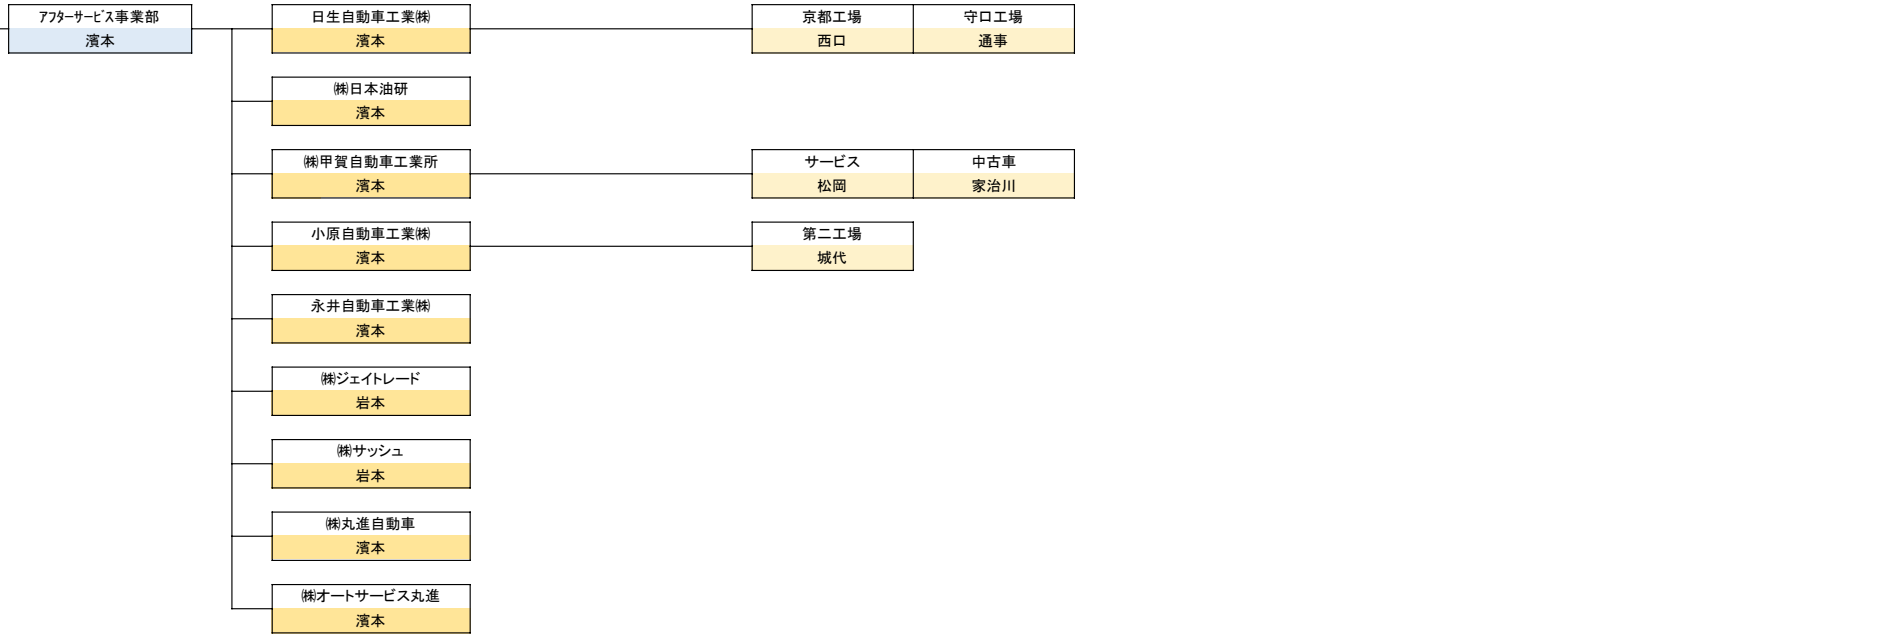 アフターサービス事業部
濱本
日生自動車工業㈱
濱本
京都工場 守口工場
西口 通事
㈱日本油研
濱本
㈱甲賀自動車工業所
濱本
サービス 中古車
松岡 家治川
小原自動車工業㈱
濱本
第二工場
城代
永井自動車工業㈱
濱本
㈱ジェイトレード
岩本
㈱サッシュ
岩本
㈱丸進自動車
濱本
㈱オートサービス丸進
濱本